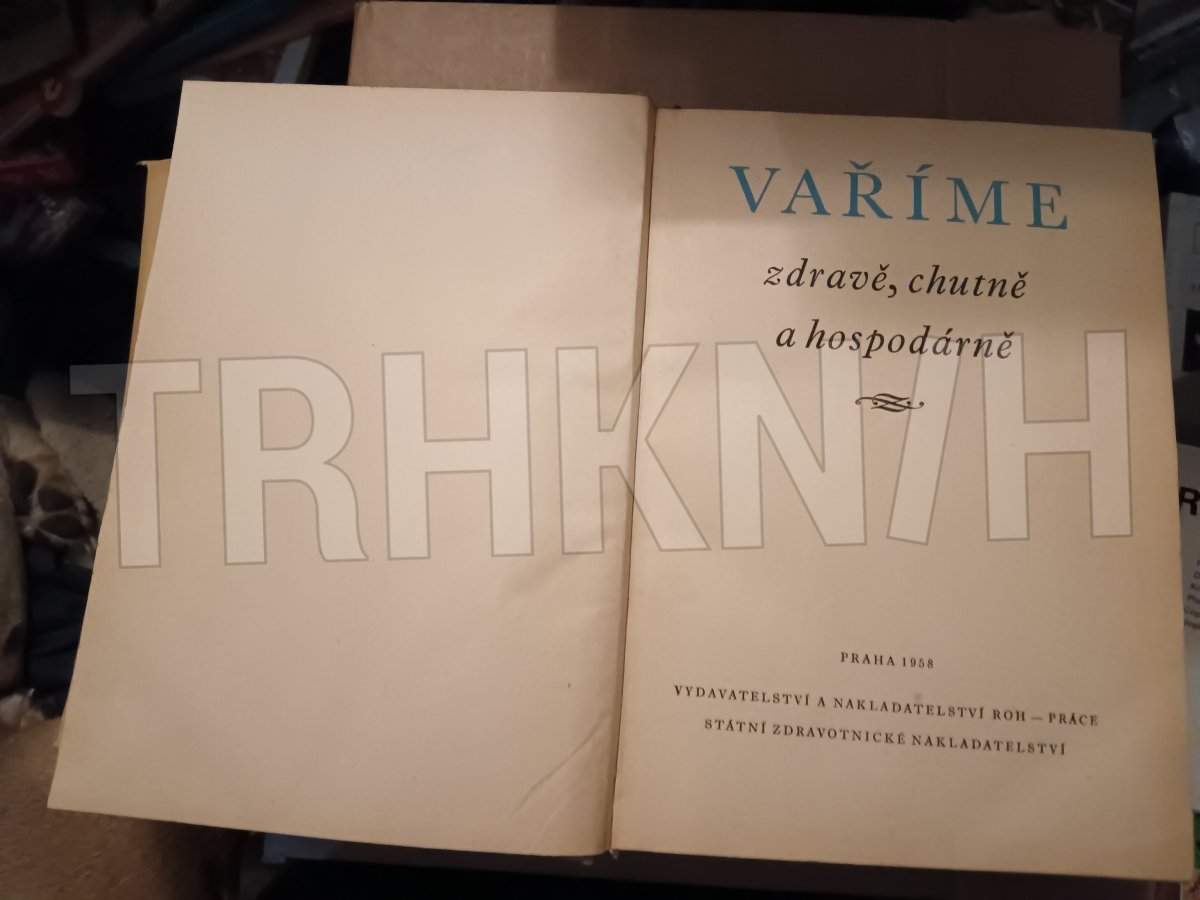 VAŘÍME
zdravě, chutně
a hospodárně
TRHKNIH
PRAHA 1958
VYDAVATELSTVÍ A NAKLADATELSTVÍ ROH — PRÁCE
STÁTNÍ ZDRAVOTNICKÉ NAKLADATELSTVÍ